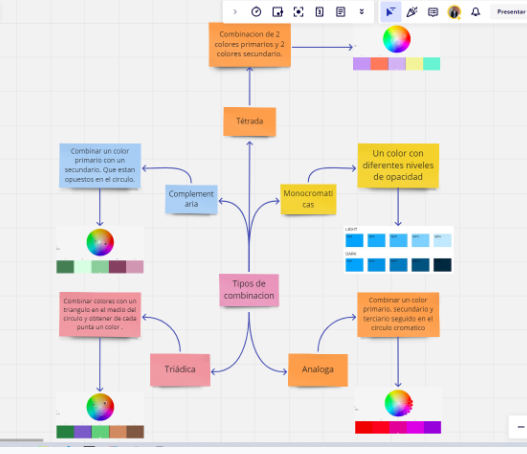 Presentar
Combinacion de 2
colores primarios y 2
colores secundario.
Tétrada
Combinar un color
primario con un
secundario. Que estan
opuestos en el circulo.
Un color con
diferentes niveles
de opacidad
Complement
aria
Monocromati
cas
LIGHT
DARK
Tipos de
combinacion
Combinar colores con un
triangulo en el medio del
circulo y obtener de cada
punta un color .
Combinar un color
primario, secundario y
terciario seguido en el
circulo cromatico
Triádica
Analoga